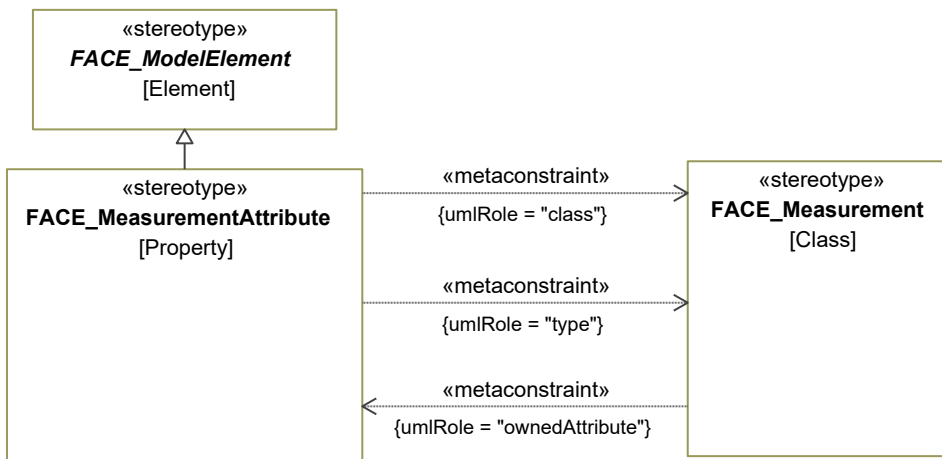 «stereotype»
FACE_ModelElement
[Element]
«stereotype»
FACE_MeasurementAttribute
[Property]
«metaconstraint»
{umlRole = "class"}
«metaconstraint»
{umlRole = "type"}
«metaconstraint»
{umlRole = "ownedAttribute"}
«stereotype»
FACE_Measurement
[Class]